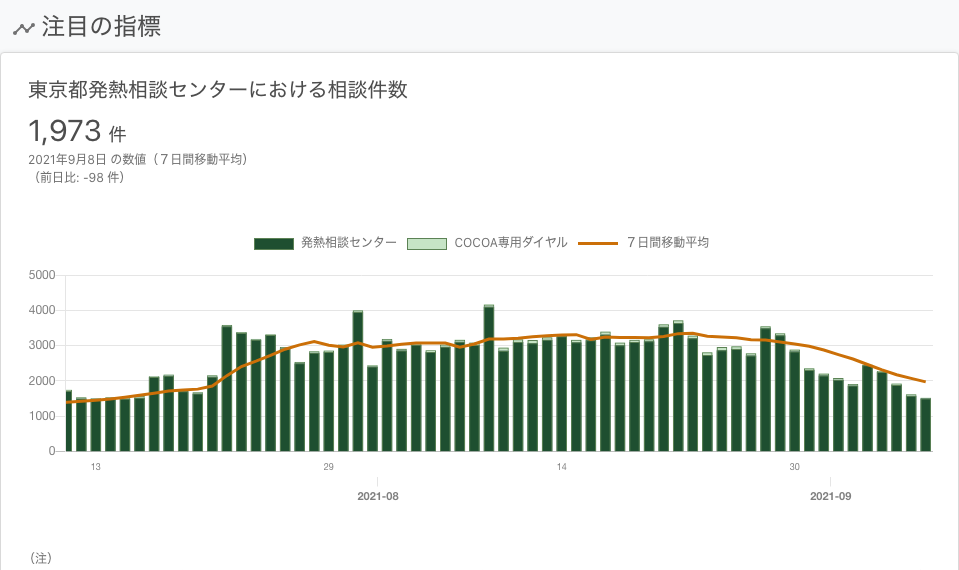 注目の指標
東京都発熱相談センターにおける相談件数
1,973 件
2021年9月8日 の数値（７日間移動平均）
（前日比: -98 件）
発熱相談センター COCOA専用ダイヤル ７日間移動平均
5000
4000
3000
2000
1000
0
13 29 14 30
2021-08 2021-09
（注）